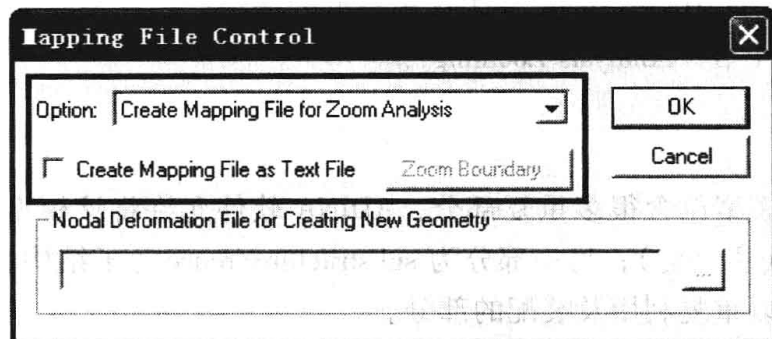 Mapping File Control
Option: Create Mapping File for Zoom Analysis
OK
Create Mapping File as Text File
Zoom Boundary...
Cancel
Nodal Deformation File for Creating New Geometry
...